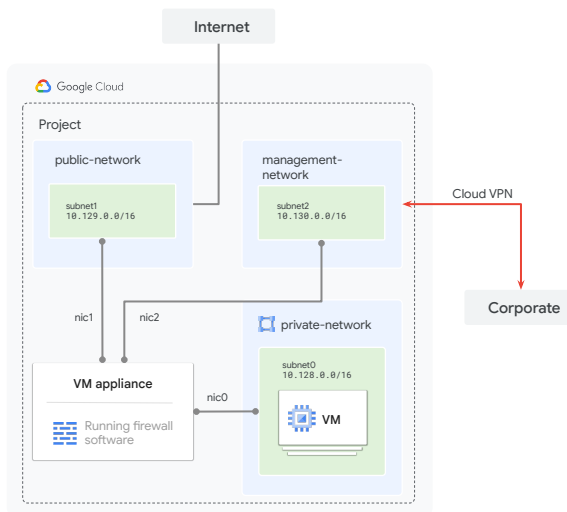 Internet
Google Cloud
Project
public-network
subnet1
10.129.0.0/16
management-
network
subnet2
10.130.0.0/16
Cloud VPN
Corporate
nic1
nic2
private-network
subnet0
10.128.0.0/16
VM
nic0
VM appliance
Running firewall
software